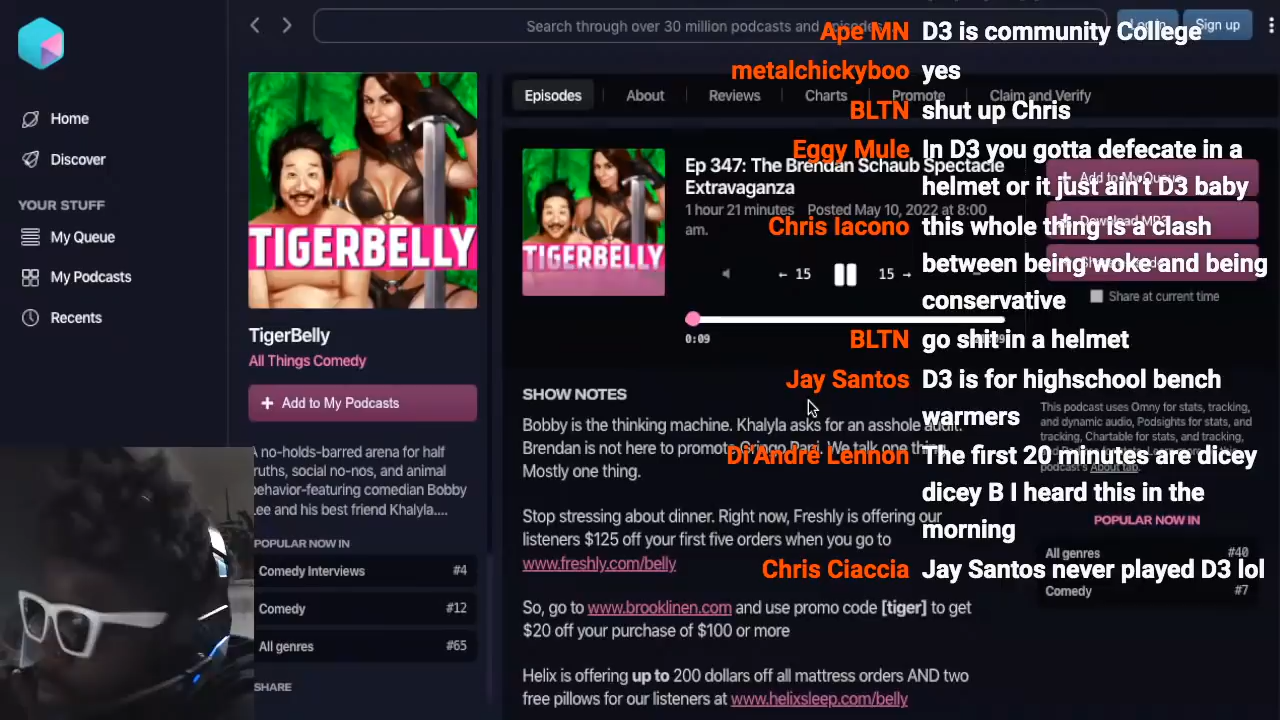 Search through over 30 million podcasts and episodes
Log in
Sign up
Home
Discover
YOUR STUFF
My Queue
My Podcasts
Recents
TIGERBELLY
TigerBelly
All Things Comedy
+ Add to My Podcasts
A no-holds-barred arena for half
truths, social no-nos, and animal
behavior-featuring comedian Bobby
Lee and his best friend Khalyla....
POPULAR NOW IN
Comedy Interviews #4
Comedy #12
All genres #65
SHARE
Episodes
About
Reviews
Charts
Promote
Claim and Verify
TIGERBELLY
Ep 347: The Brendan Schaub Spectacle
Extravaganza
1 hour 21 minutes Posted May 10, 2022 at 8:00
am.
← 15
15 →
0:09
SHOW NOTES
Bobby is the thinking machine. Khalyla asks for an asshole audit.
Brendan is not here to promote Gringo Papi. We talk one thing.
Mostly one thing.
Stop stressing about dinner. Right now, Freshly is offering our
listeners $125 off your first five orders when you go to
www.freshly.com/belly
So, go to www.brooklinen.com and use promo code [tiger] to get
$20 off your purchase of $100 or more
Helix is offering up to 200 dollars off all mattress orders AND two
free pillows for our listeners at www.helixsleep.com/belly
+ Add to My Queue
Download MP3
Share at current time
This podcast uses Omny for stats, tracking,
and dynamic audio, Podsights for stats, and
tracking, Chartable for stats, and tracking,
podcast's About tab.
POPULAR NOW IN
All genres #40
Comedy #7
Ape MN D3 is community College
metalchickyboo yes
BLTN shut up Chris
Eggy Mule In D3 you gotta defecate in a
helmet or it just ain't D3 baby
Chris Iacono this whole thing is a clash
between being woke and being
conservative
BLTN go shit in a helmet
Jay Santos D3 is for highschool bench
warmers
Di'Andre Lennon The first 20 minutes are dicey
dicey B I heard this in the
morning
Chris Ciaccia Jay Santos never played D3 lol